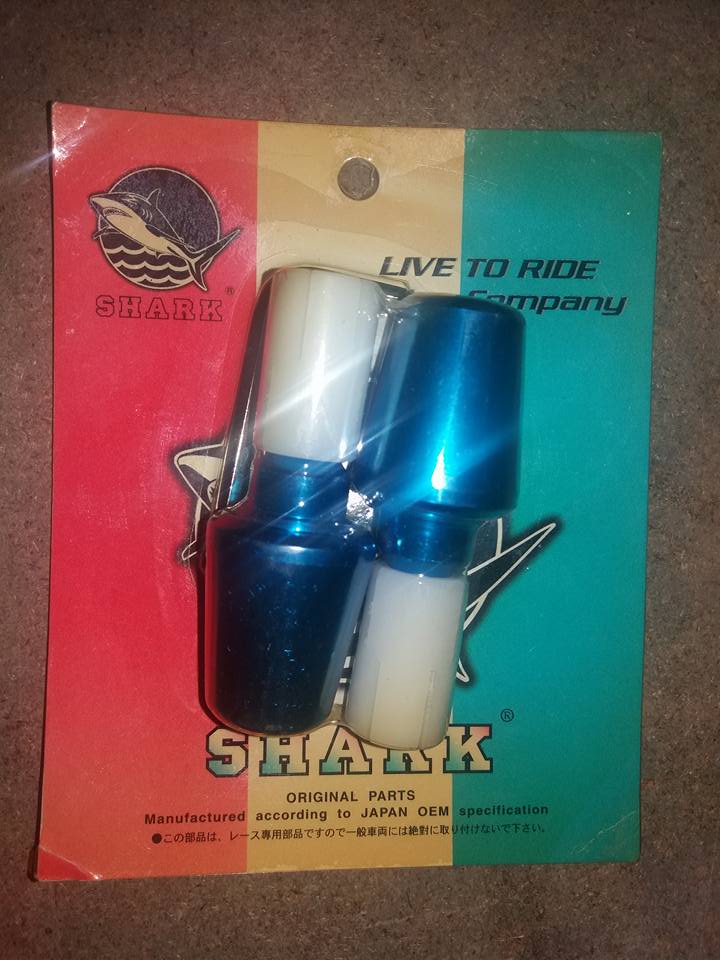 SHARK®
LIVE TO RIDE
Company
SHARK®
ORIGINAL PARTS
Manufactured according to JAPAN OEM specification
●この部品は、レース専用部品ですので一般車両には絶對に取り付けないで下さい。